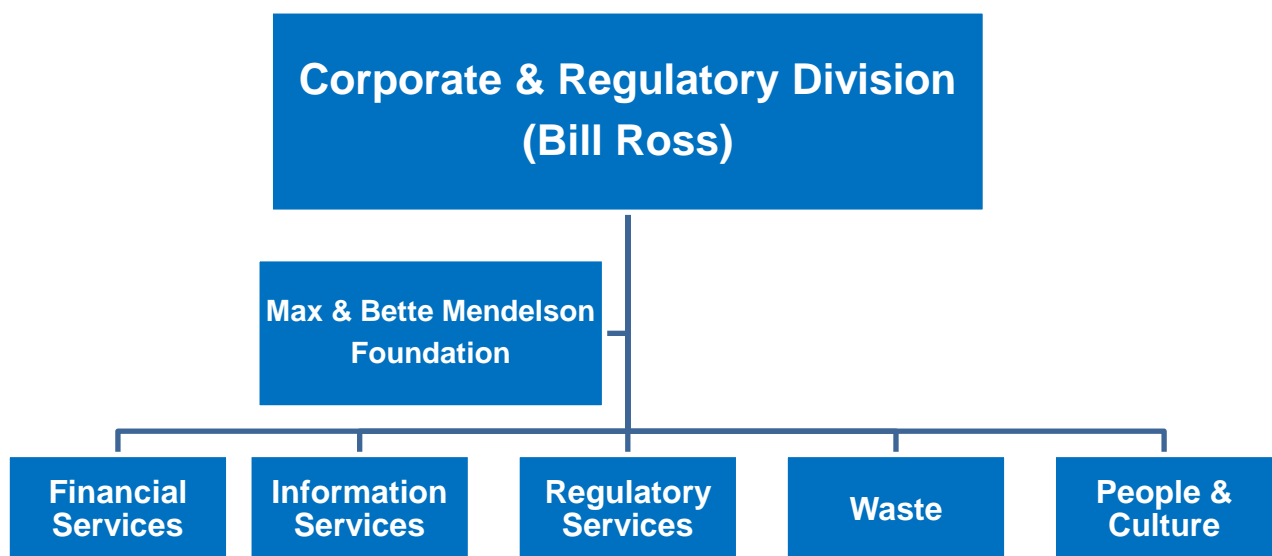 Corporate & Regulatory Division
(Bill Ross)
Max & Bette Mendelson
Foundation
Financial
Services
Information
Services
Regulatory
Services
Waste
People &
Culture